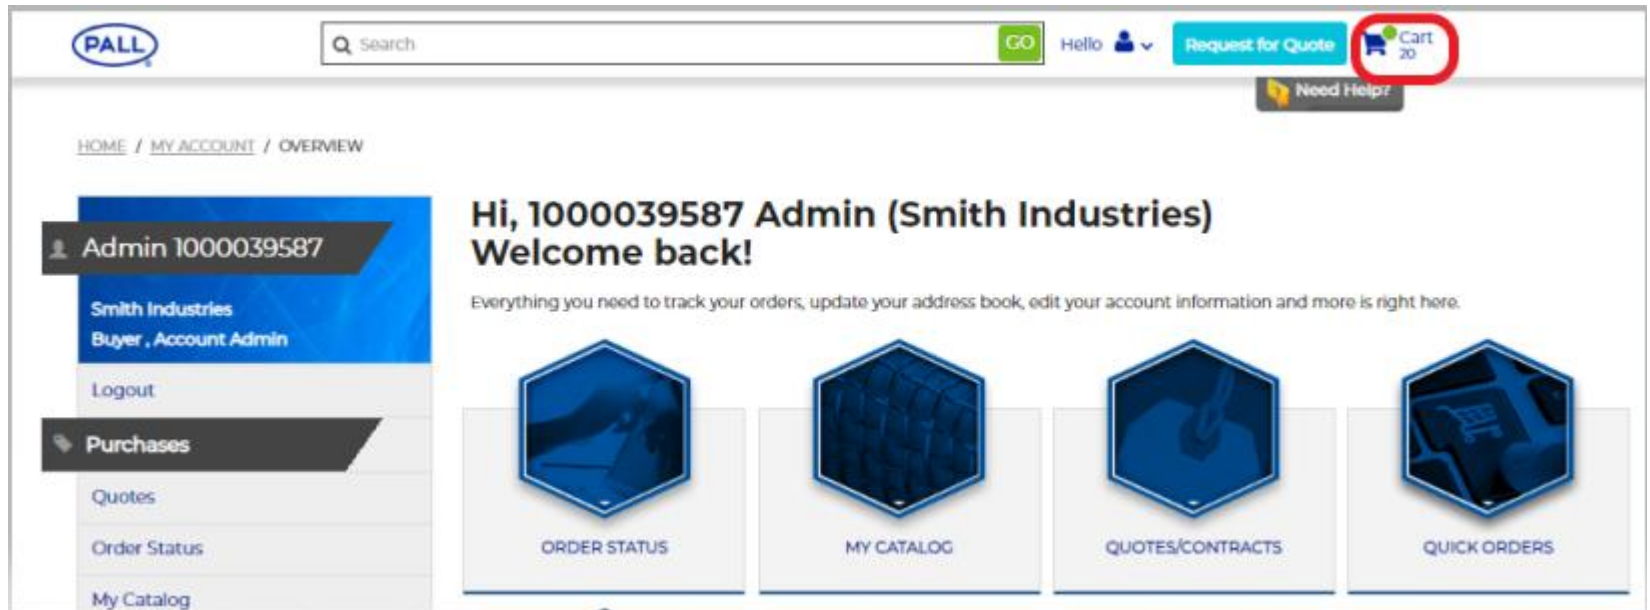 PALL
Search
GO
Hello
Request for Quote
Cart
20
Need Help?
HOME / MY ACCOUNT / OVERVIEW
Admin 1000039587
Smith Industries
Buyer , Account Admin
Logout
Purchases
Quotes
Order Status
My Catalog
Hi, 1000039587 Admin (Smith Industries)
Welcome back!
Everything you need to track your orders, update your address book, edit your account information and more is right here.
ORDER STATUS
MY CATALOG
QUOTES/CONTRACTS
QUICK ORDERS